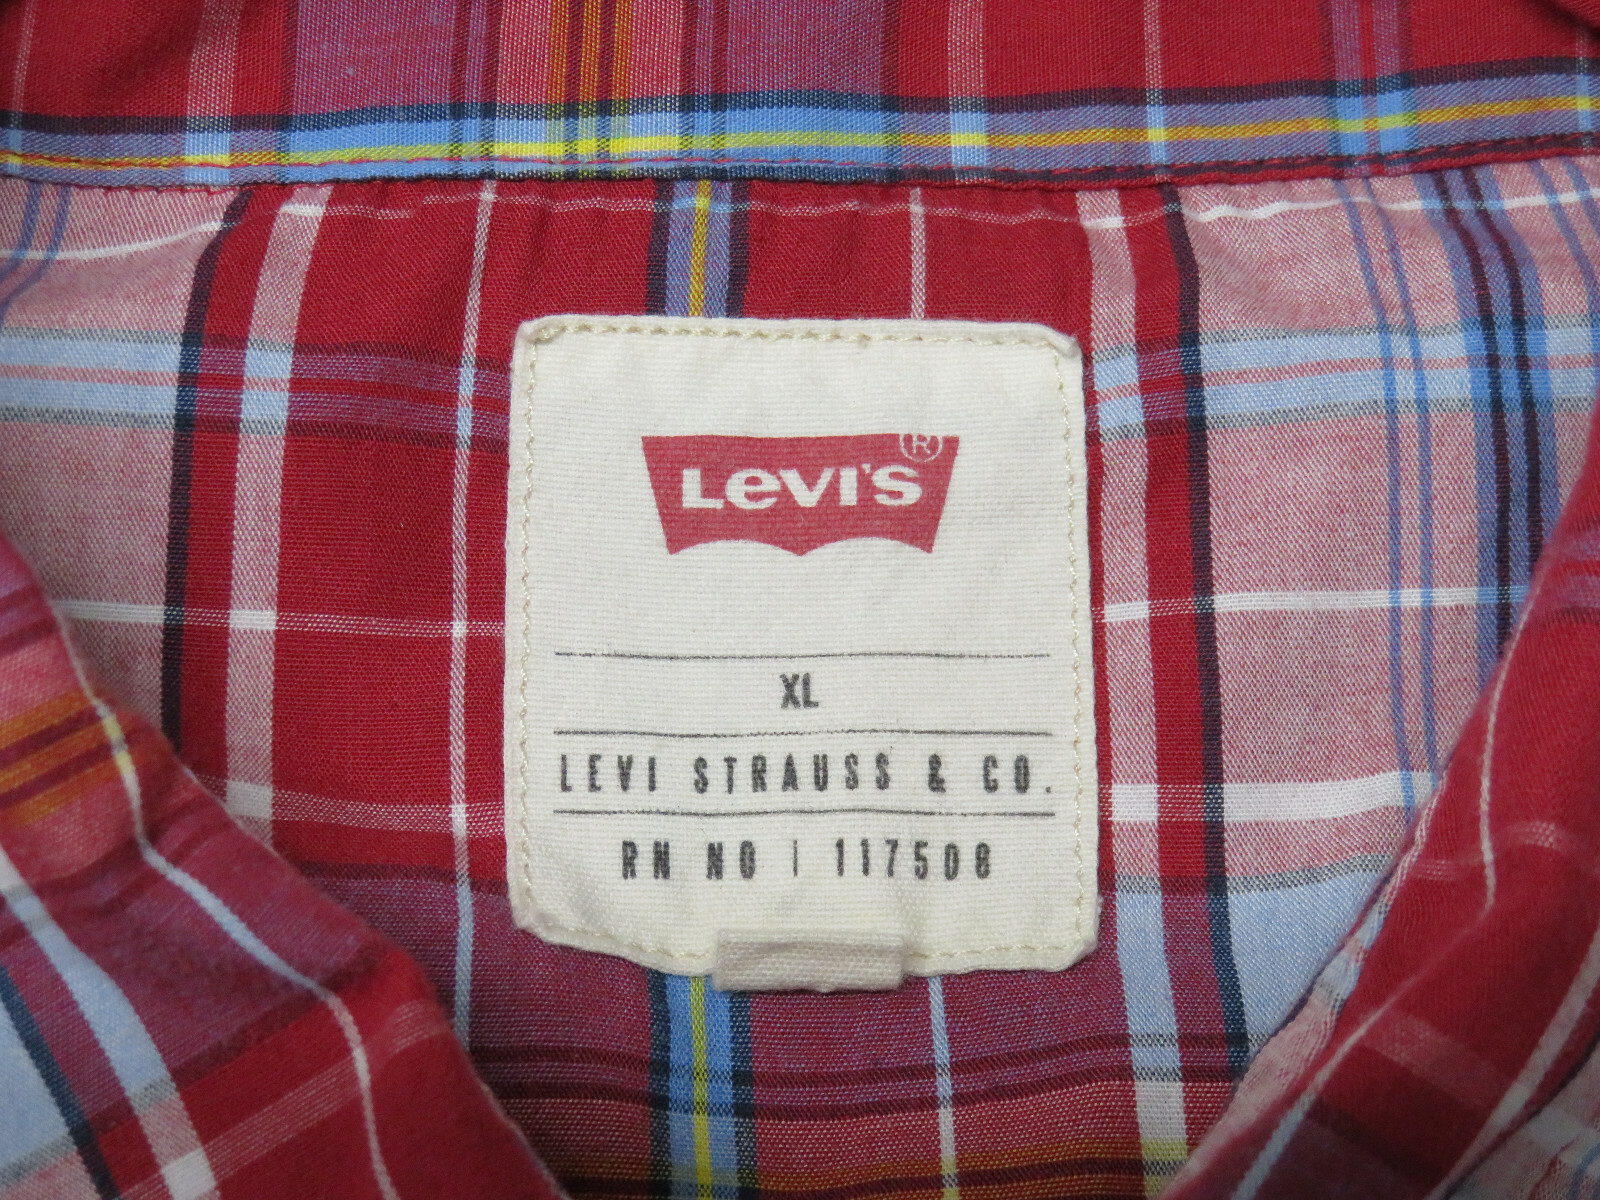 Levi's®
XL
LEVI STRAUSS & CO.
RN NO | 117508